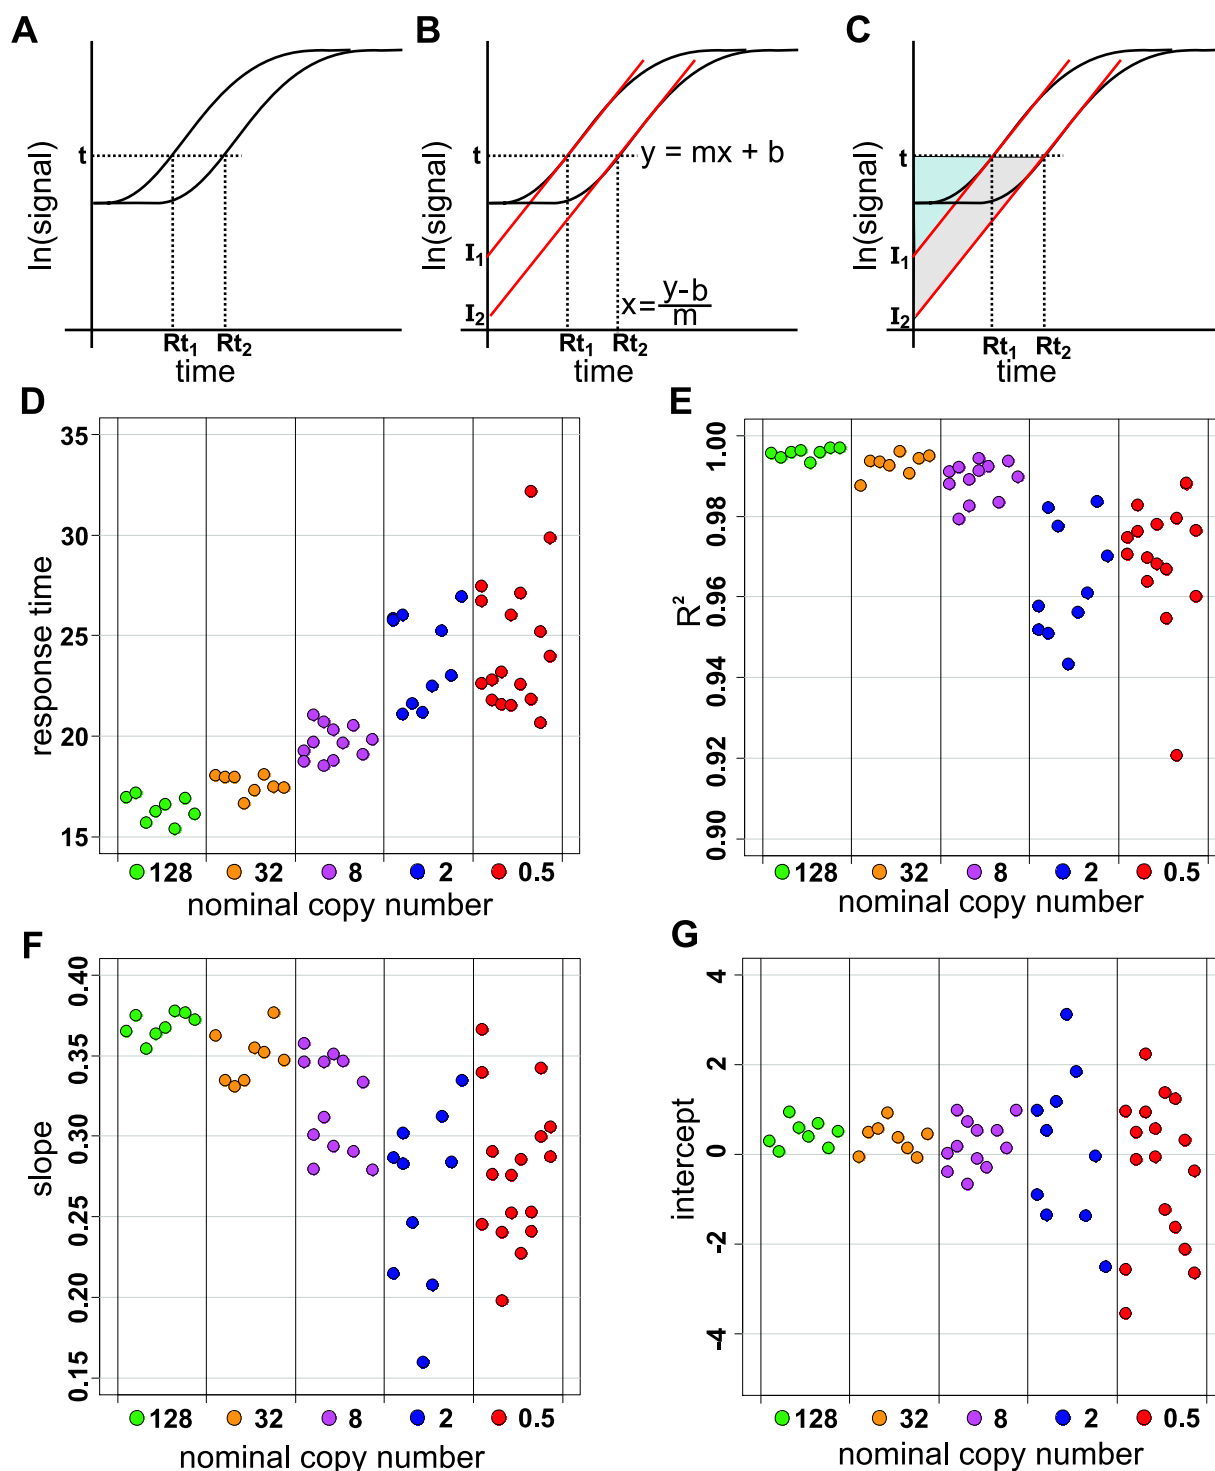 A
ln(signal)
t
Rt1 Rt2
time
B
ln(signal)
t
y = mx + b
I1
I2
x = y-b
m
Rt1 Rt2
time
C
ln(signal)
t
I1
I2
Rt1 Rt2
time
D
response time
35
30
25
20
15
128 32 8 2 0.5
nominal copy number
E
R²
1.00
0.98
0.96
0.94
0.92
0.90
128 32 8 2 0.5
nominal copy number
F
slope
0.40
0.35
0.30
0.25
0.20
0.15
128 32 8 2 0.5
nominal copy number
G
intercept
4
2
0
-2
-4
128 32 8 2 0.5
nominal copy number